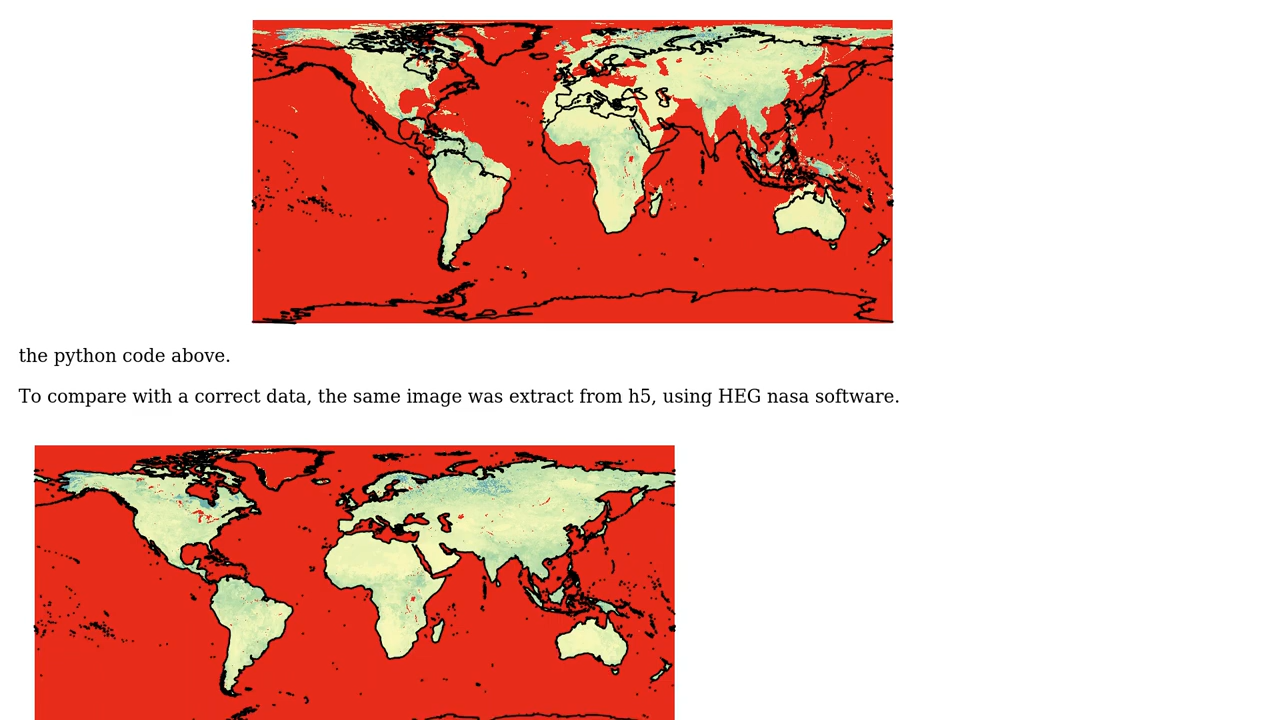 the python code above.
To compare with a correct data, the same image was extract from h5, using HEG nasa software.